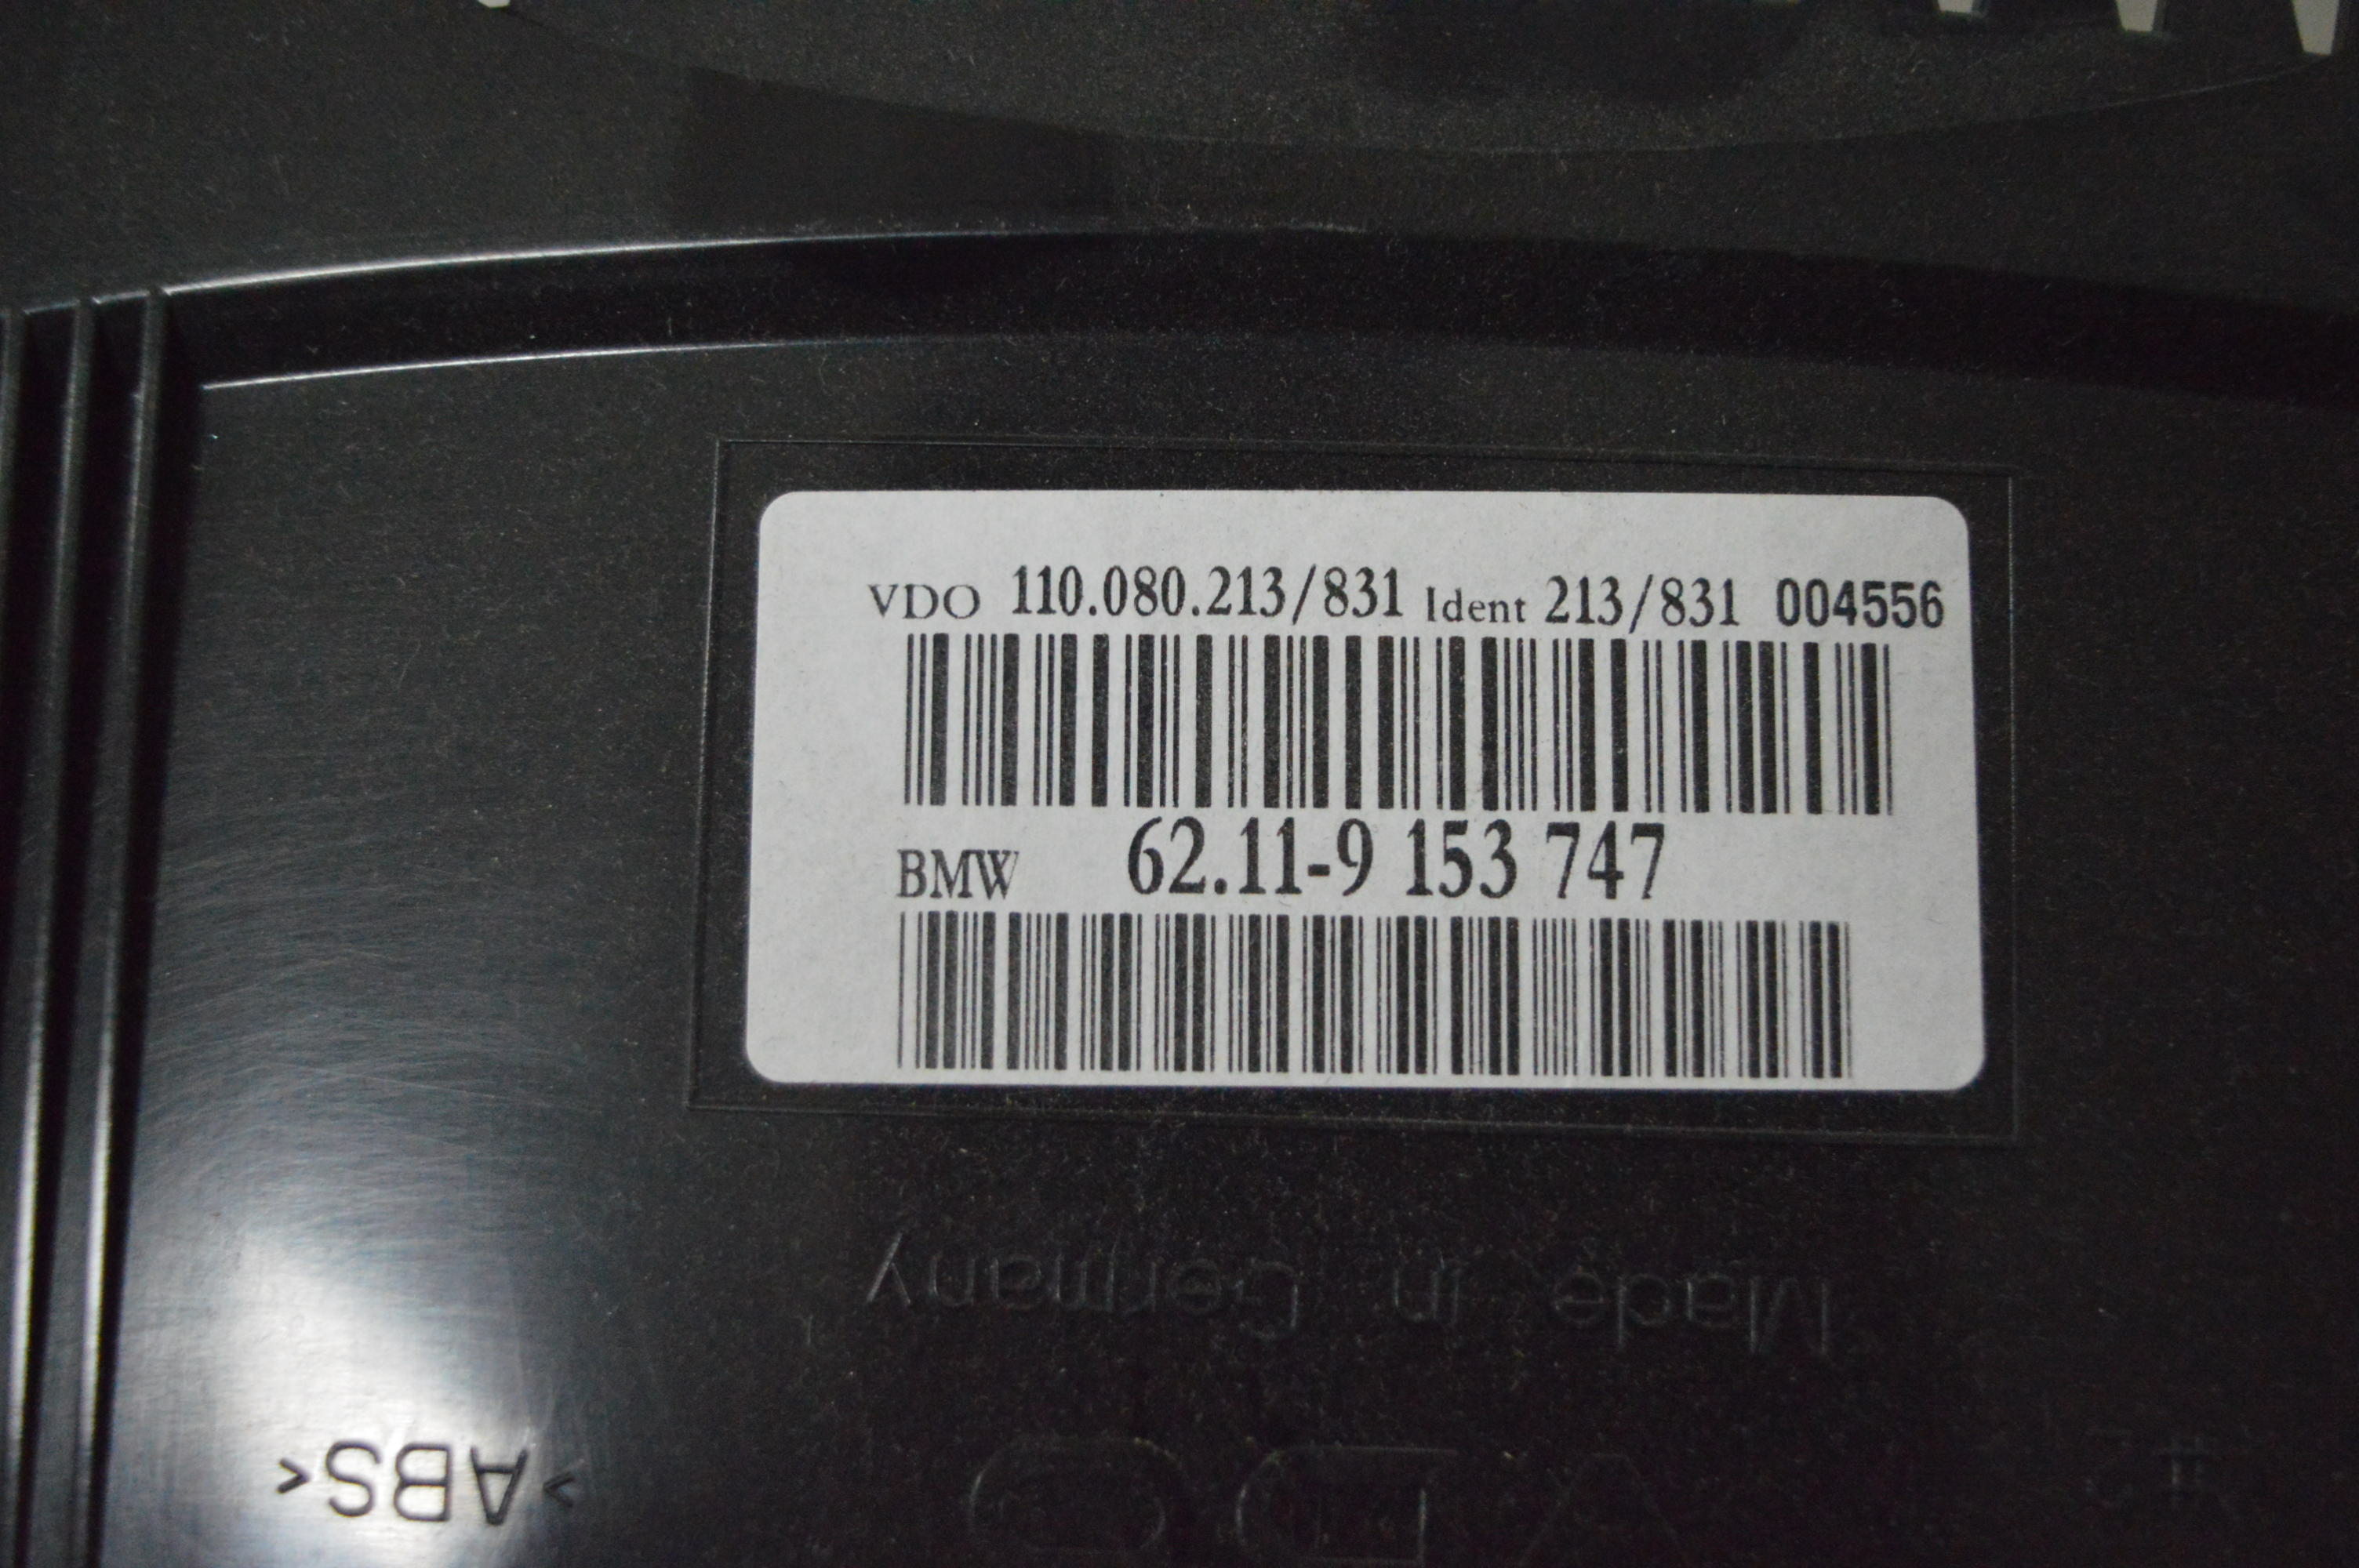 VDO 110.080.213/831 Ident 213/831 004556
BMW 62.11-9 153 747
Made in Germany
>ABS<
VDO